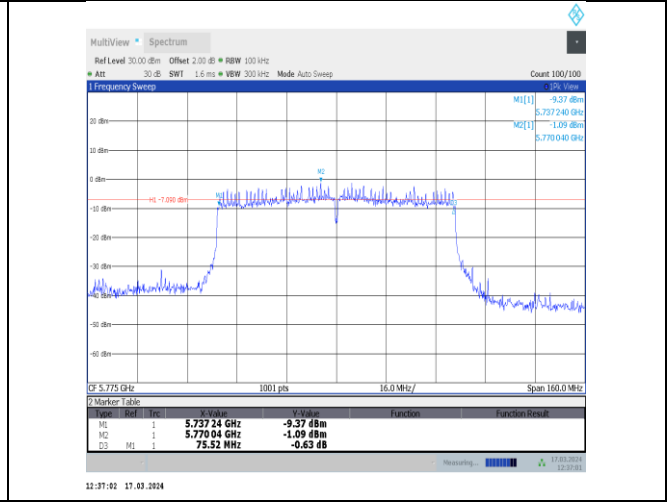 MultiView Spectrum
Ref Level 30.00 dBm Offset 2.00 dB RBW 100 kHz
Att 30 dB SWT 1.6 ms VBW 300 kHz Mode Auto Sweep Count 100/100
1 Frequency Sweep 1Pk View
M1[1] -9.37 dBm
5.737240 GHz
M2[1] -1.09 dBm
5.770040 GHz
20 dBm
10 dBm
0 dBm
M2
H1 -7.090 dBm
M1
D3
-10 dBm
-20 dBm
-30 dBm
-40 dBm
-50 dBm
-60 dBm
CF 5.775 GHz 1001 pts 16.0 MHz/ Span 160.0 MHz
2 Marker Table
Type Ref Trc X-Value Y-Value Function Function Result
M1 1 5.737 24 GHz -9.37 dBm
M2 1 5.770 04 GHz -1.09 dBm
D3 M1 1 75.52 MHz -0.63 dB
Measuring... 17.03.2024
12:37:01
12:37:02 17.03.2024